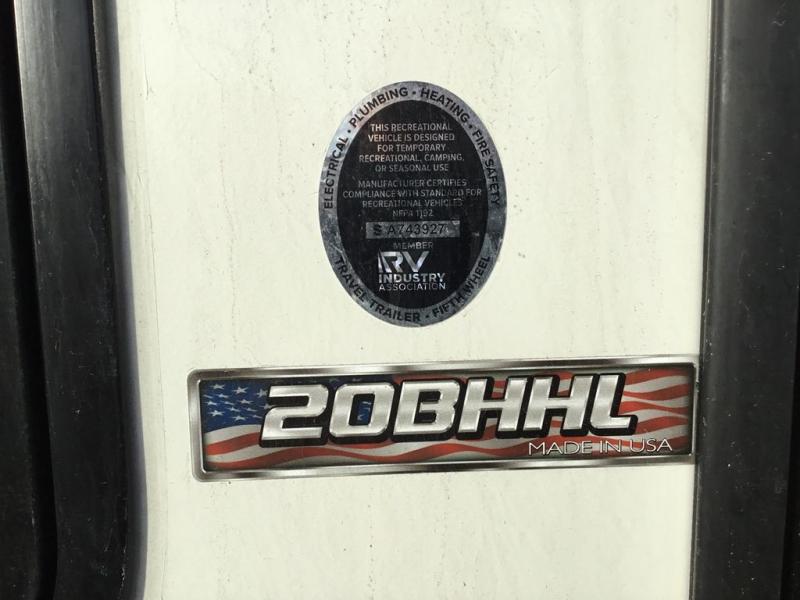 ELECTRICAL • PLUMBING • HEATING • FIRE SAFETY
THIS RECREATIONAL
VEHICLE IS DESIGNED
FOR TEMPORARY
RECREATIONAL, CAMPING,
OR SEASONAL USE
MANUFACTURER CERTIFIES
COMPLIANCE WITH STANDARD FOR
RECREATIONAL VEHICLES
NFPA 1192
S AZ43927
MEMBER
RV
INDUSTRY
ASSOCIATION
TRAVEL TRAILER • FIFTH WHEEL
20BHHL
MADE IN USA